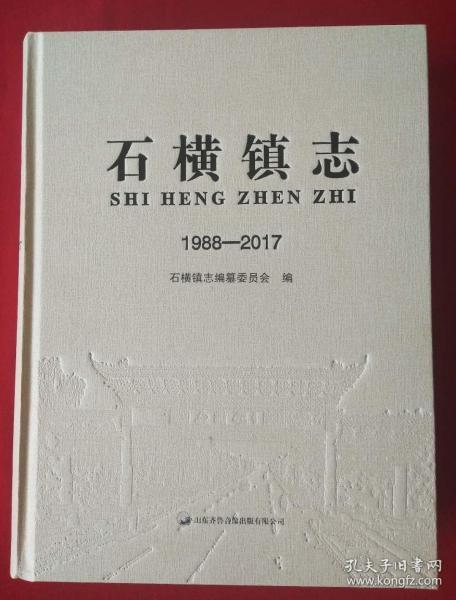 石横镇志
SHI HENG ZHEN ZHI
1988—2017
石横镇志编纂委员会 编
山东齐鲁音像出版有限公司
孔夫子旧书网
www.kongfz.com